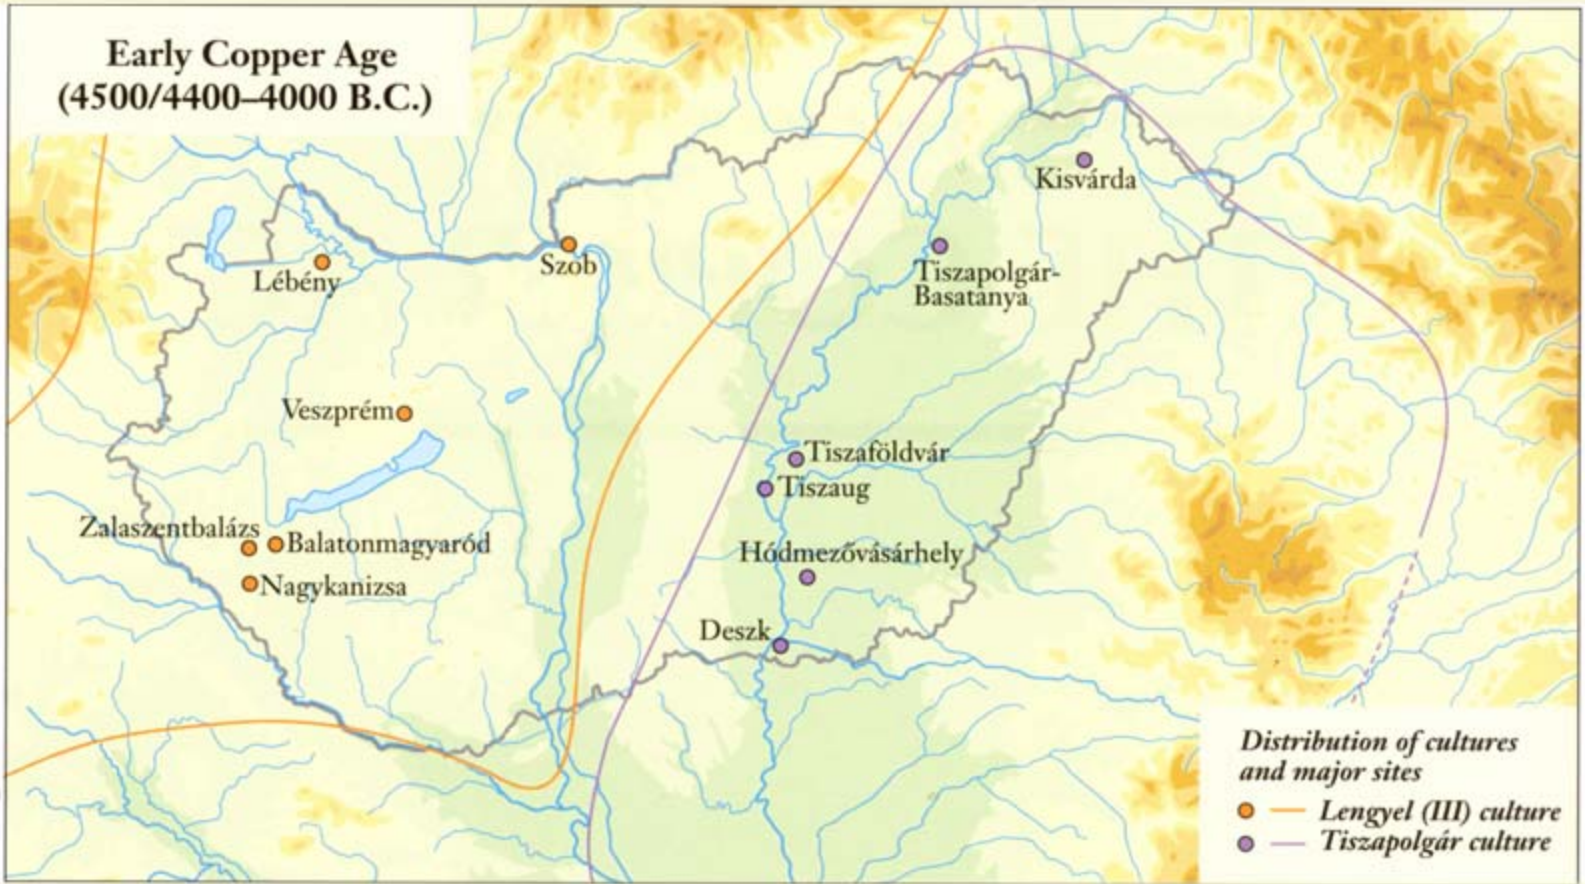 Early Copper Age
(4500/4400–4000 B.C.)
Kisvárda
Tiszapolgár-
Basatanya
Szob
Lébény
Veszprém
Tiszaföldvár
Tiszaug
Zalaszentbalázs
Balatonmagyaród
Nagykanizsa
Hódmezővásárhely
Deszk
Distribution of cultures
and major sites
Lengyel (III) culture
Tiszapolgár culture